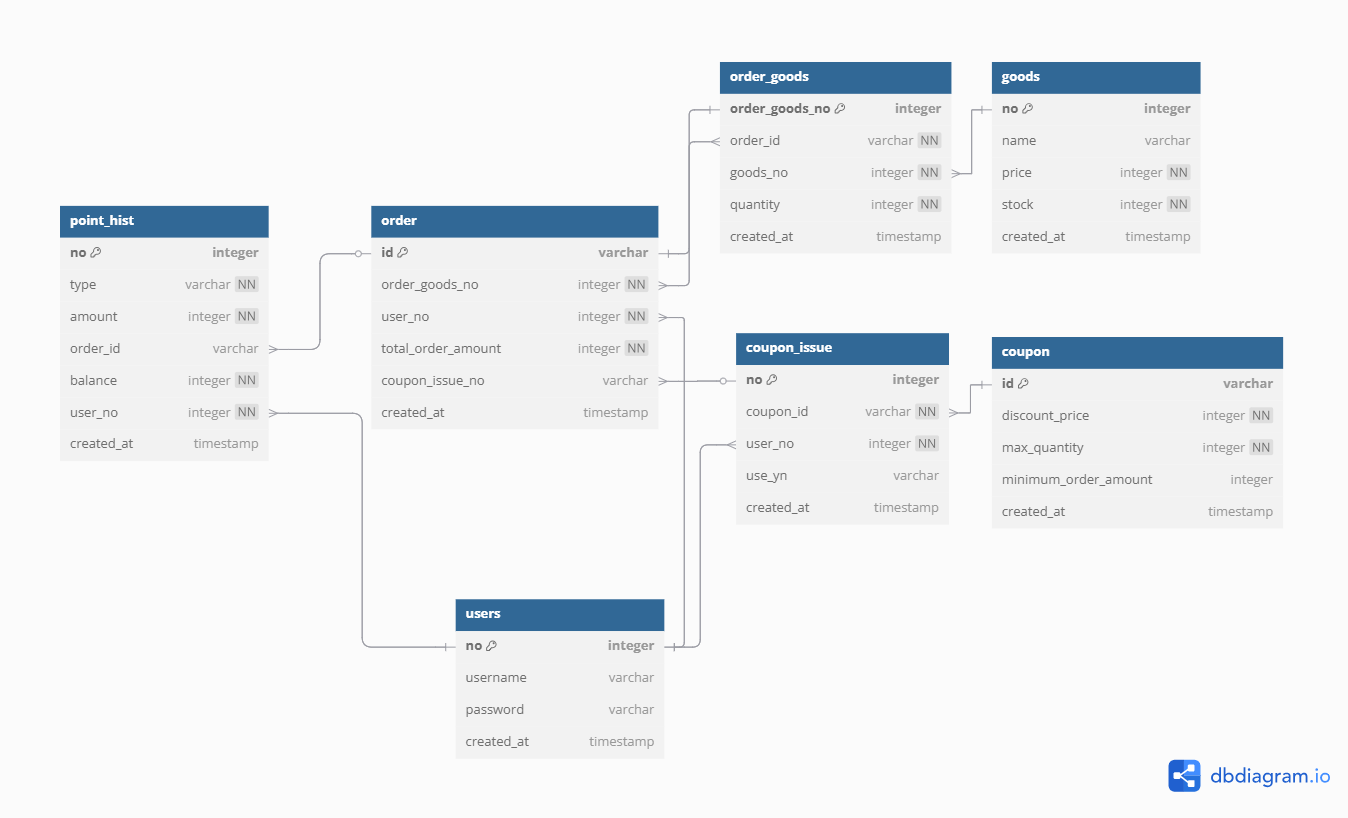 order_goods
order_goods_no integer
order_id varchar NN
goods_no integer NN
quantity integer NN
created_at timestamp
goods
no integer
name varchar
price integer NN
stock integer NN
created_at timestamp
point_hist
no integer
type varchar NN
amount integer NN
order_id varchar
balance integer NN
user_no integer NN
created_at timestamp
order
id varchar
order_goods_no integer NN
user_no integer NN
total_order_amount integer NN
coupon_issue_no varchar
created_at timestamp
coupon_issue
no integer
coupon_id varchar NN
user_no integer NN
use_yn varchar
created_at timestamp
coupon
id varchar
discount_price integer NN
max_quantity integer NN
minimum_order_amount integer
created_at timestamp
users
no integer
username varchar
password varchar
created_at timestamp
dbdiagram.io